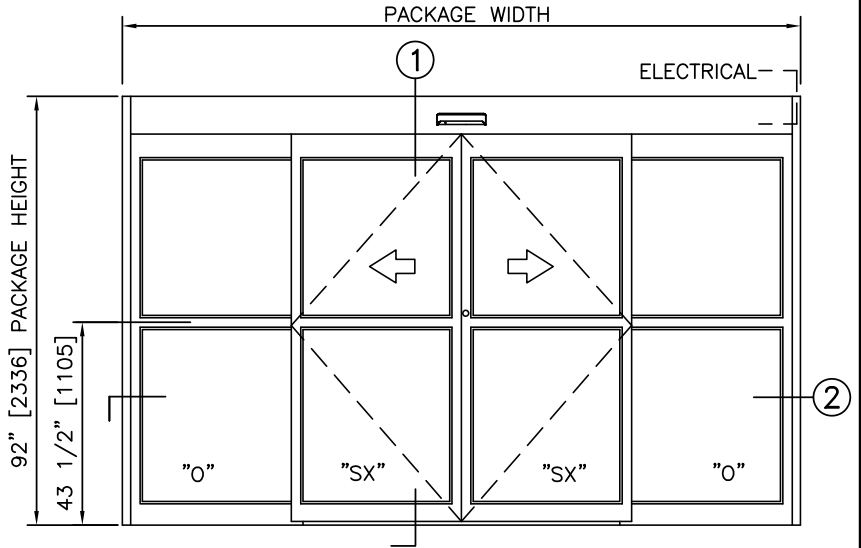 PACKAGE WIDTH
1
ELECTRICAL
92" [2336] PACKAGE HEIGHT
43 1/2" [1105]
2
"O"
"SX"
"SX"
"O"